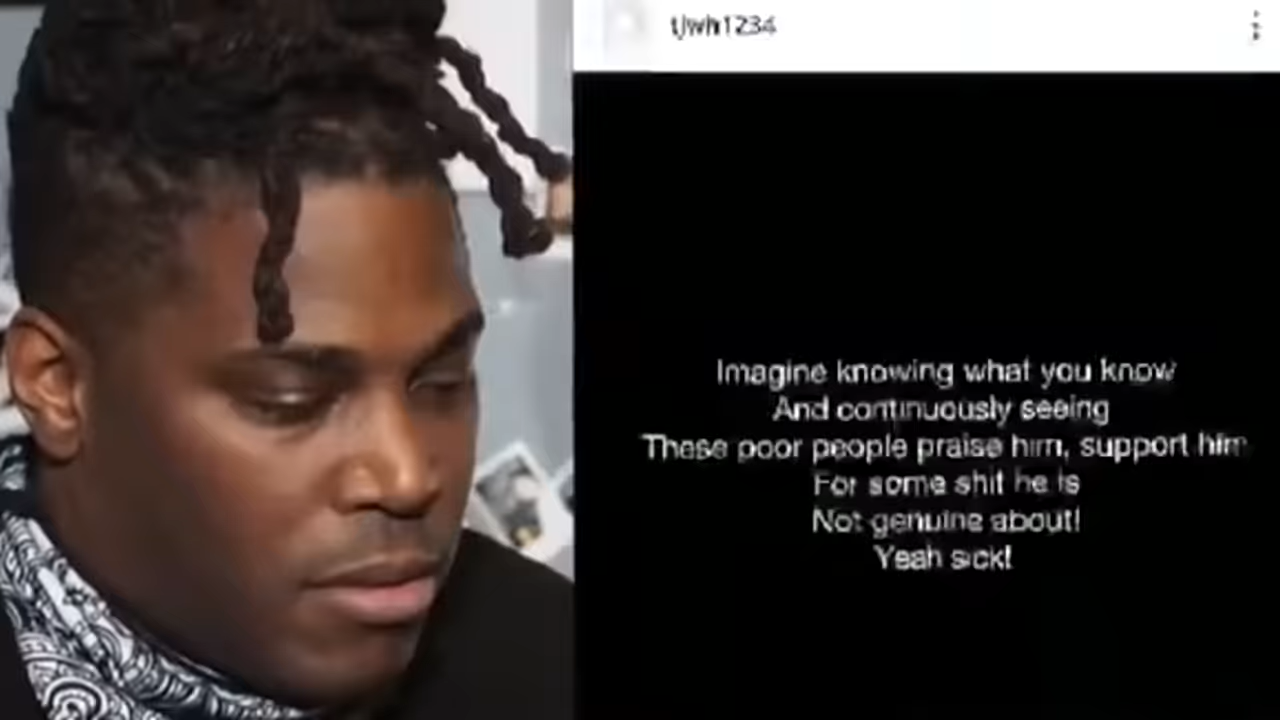 tjwh1234
Imagine knowing what you know
And continuously seeing
These poor people praise him, support him
For some shit he is
Not genuine about!
Yeah sick!